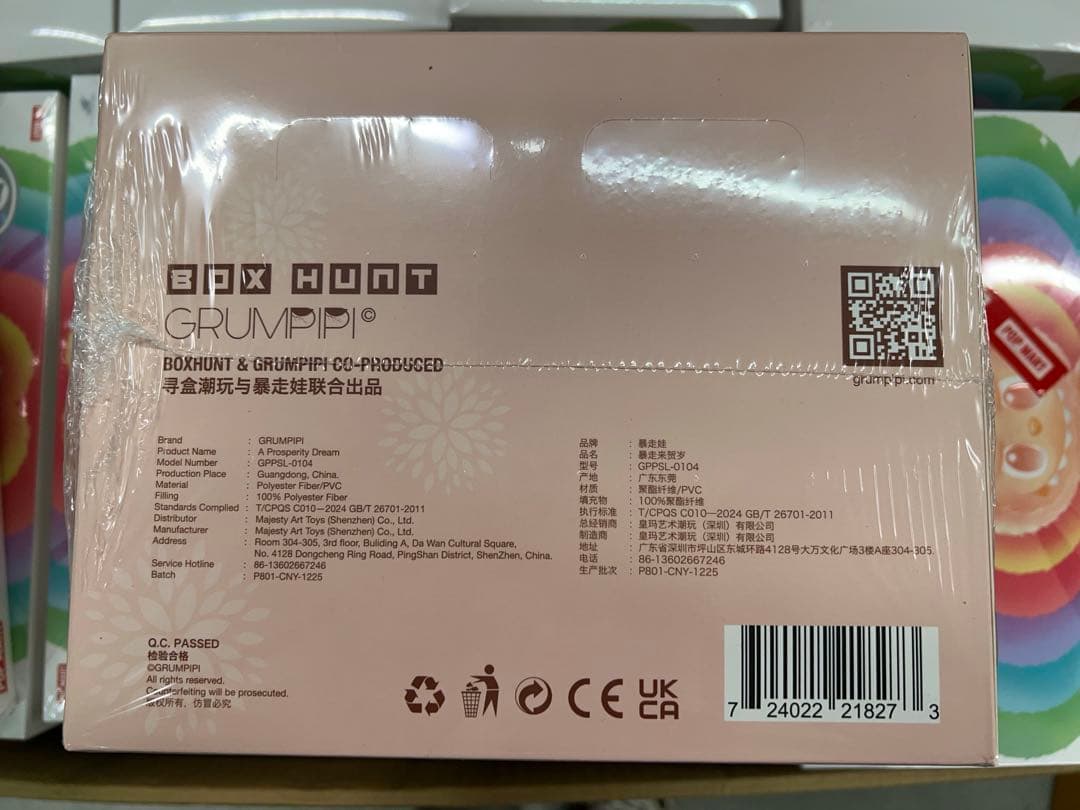 BOX HUNT
GRUMPIPI©
BOXHUNT & GRUMPIPI CO-PRODUCED
寻盒潮玩与暴走娃联合出品
grumpipi.com
Brand : GRUMPIPI
Product Name : A Prosperity Dream
Model Number : GPPSL-0104
Production Place : Guangdong, China.
Material : Polyester Fiber/PVC
Filling : 100% Polyester Fiber
Standards Complied : T/CPQS C010—2024 GB/T 26701-2011
Distributor : Majesty Art Toys (Shenzhen) Co., Ltd.
Manufacturer : Majesty Art Toys (Shenzhen) Co., Ltd.
Address : Room 304-305, 3rd floor, Buliding A, Da Wan Cultural Square,
No. 4128 Dongcheng Ring Road, PingShan District, ShenZhen, China.
Service Hotline : 86-13602667246
Batch : P801-CNY-1225
品牌 : 暴走娃
品名 : 暴走来贺岁
型号 : GPPSL-0104
产地 : 广东东莞
材质 : 聚酯纤维/PVC
填充物 : 100%聚酯纤维
执行标准 : T/CPQS C010—2024 GB/T 26701-2011
总经销商 : 皇玛艺术潮玩（深圳）有限公司
制造商 : 皇玛艺术潮玩（深圳）有限公司
地址 : 广东省深圳市坪山区东城环路4128号大万文化广场3楼A座304-305.
电话 : 86-13602667246
生产批次 : P801-CNY-1225
Q.C. PASSED
检验合格
©GRUMPIPI
All rights reserved.
Counterfeiting will be prosecuted.
版权所有，仿冒必究
CE
UK
CA
7 24022 21827 3
POP MART